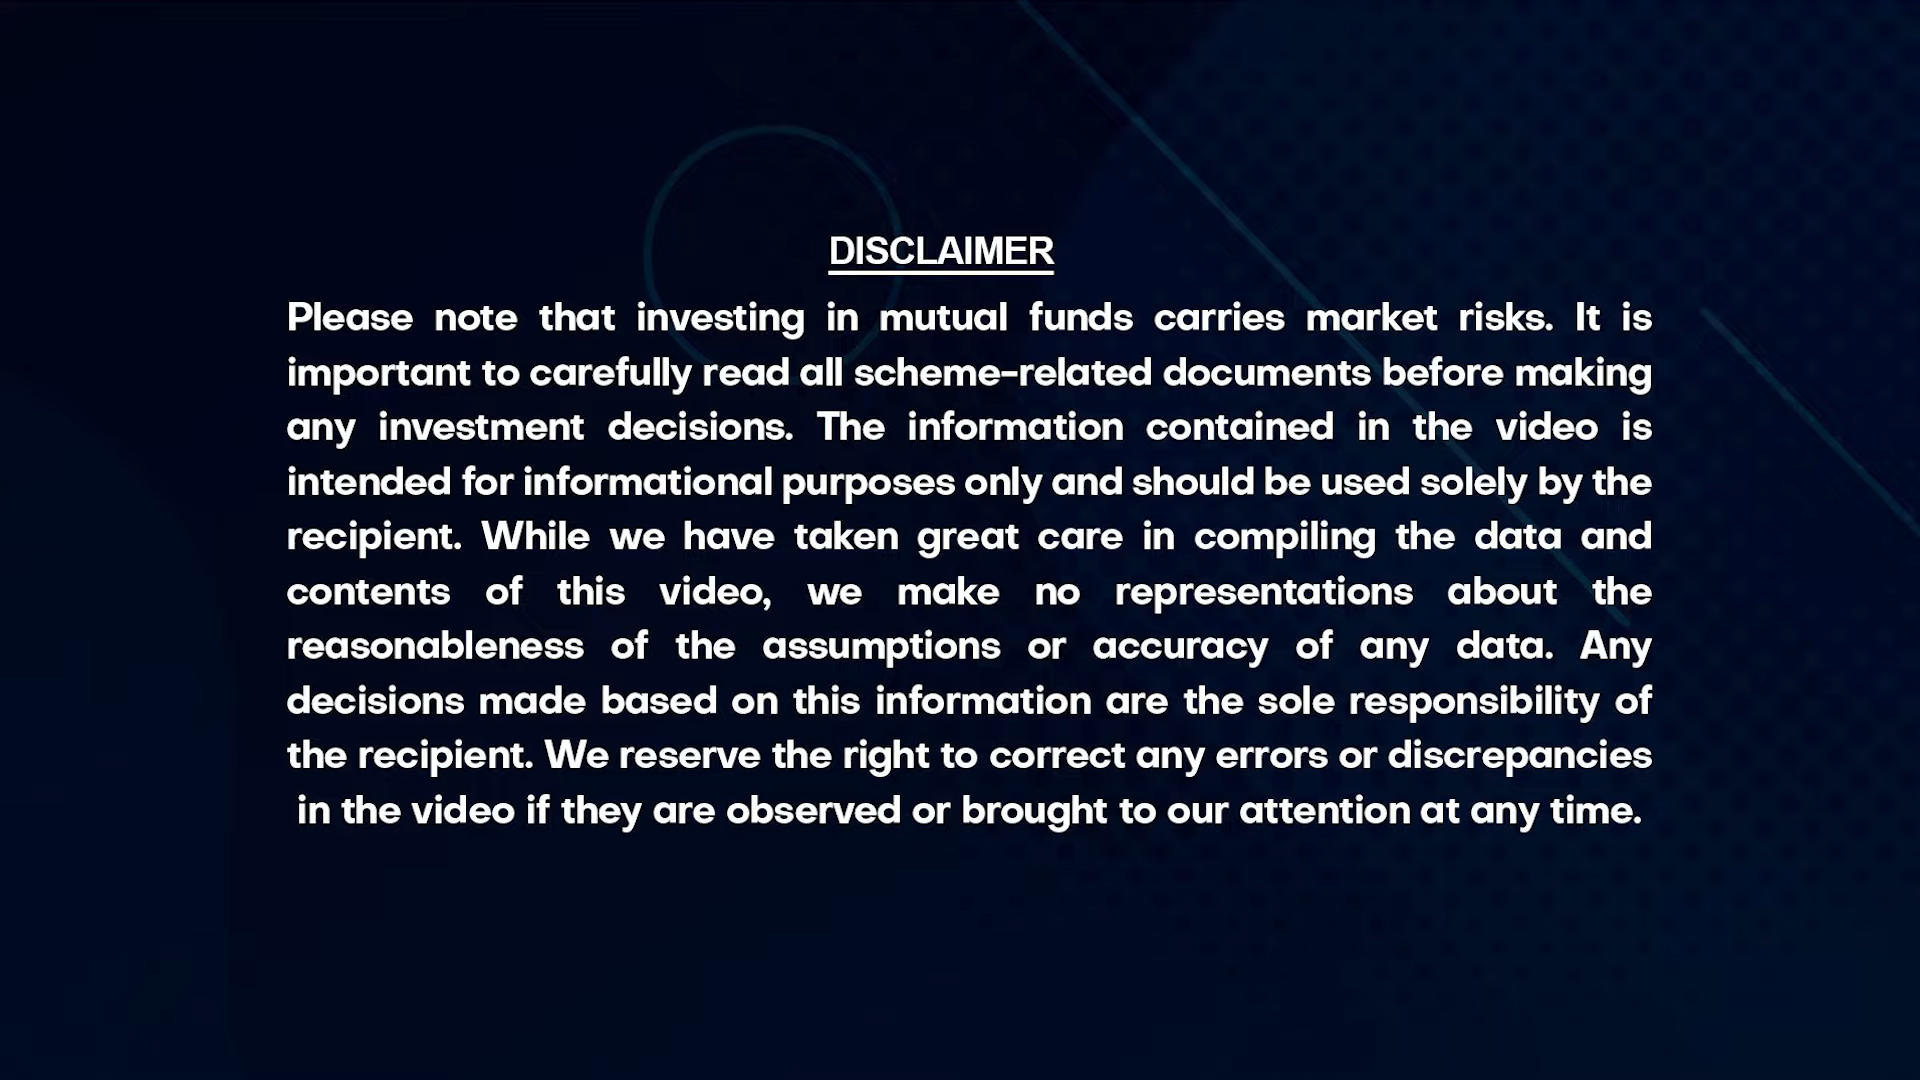 DISCLAIMER
Please note that investing in mutual funds carries market risks. It is
important to carefully read all scheme-related documents before making
any investment decisions. The information contained in the video is
intended for informational purposes only and should be used solely by the
recipient. While we have taken great care in compiling the data and
contents of this video, we make no representations about the
reasonableness of the assumptions or accuracy of any data. Any
decisions made based on this information are the sole responsibility of
the recipient. We reserve the right to correct any errors or discrepancies
in the video if they are observed or brought to our attention at any time.